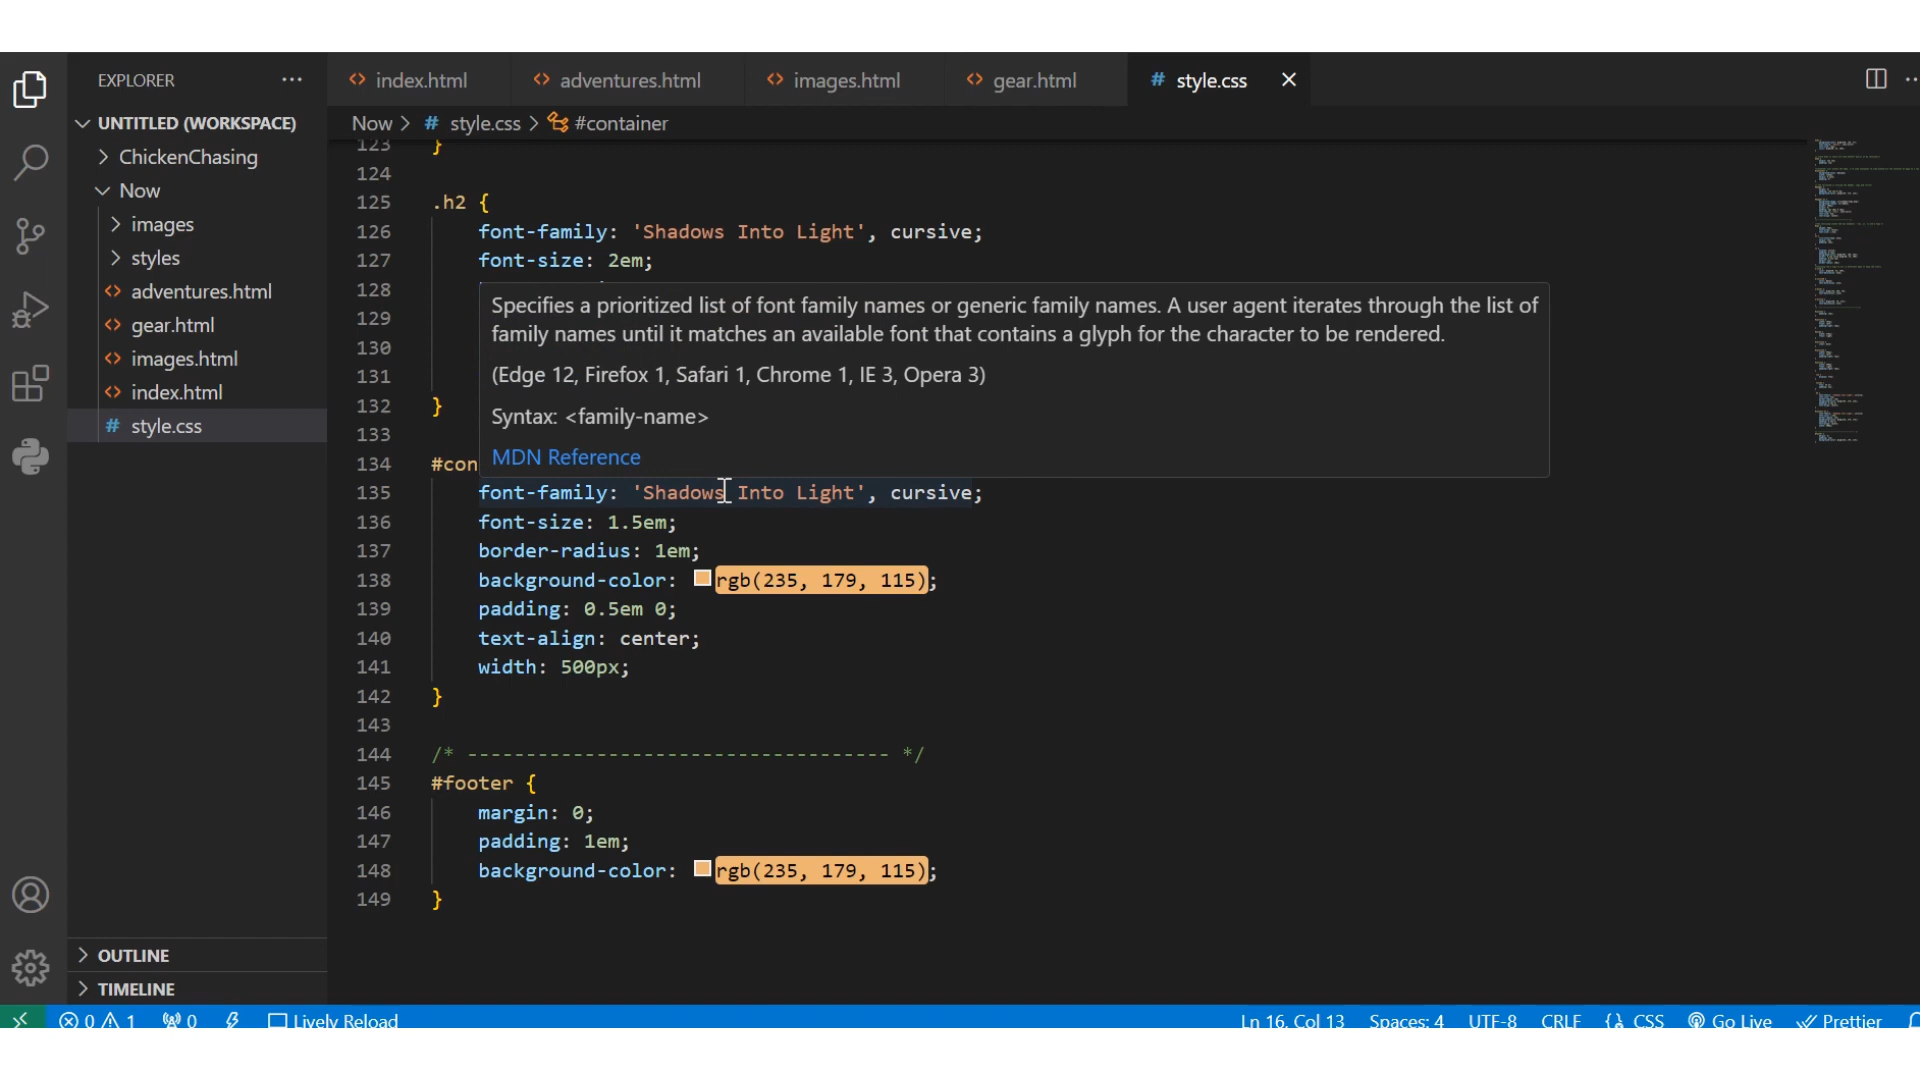 EXPLORER
···
index.html
adventures.html
images.html
gear.html
# style.css ×
UNTITLED (WORKSPACE)
ChickenChasing
Now
images
styles
adventures.html
gear.html
images.html
index.html
# style.css
OUTLINE
TIMELINE
Now > # style.css > #container
123 }
124
125 .h2 {
126 font-family: 'Shadows Into Light', cursive;
127 font-size: 2em;
128
129
130
131
132 }
133
134 #con
Specifies a prioritized list of font family names or generic family names. A user agent iterates through the list of
family names until it matches an available font that contains a glyph for the character to be rendered.
(Edge 12, Firefox 1, Safari 1, Chrome 1, IE 3, Opera 3)
Syntax: <family-name>
MDN Reference
135 font-family: 'Shadows Into Light', cursive;
136 font-size: 1.5em;
137 border-radius: 1em;
138 background-color: rgb(235, 179, 115);
139 padding: 0.5em 0;
140 text-align: center;
141 width: 500px;
142 }
143
144 /* ------------------------------------ */
145 #footer {
146 margin: 0;
147 padding: 1em;
148 background-color: rgb(235, 179, 115);
149 }
0 1 0 Lively Reload Ln 16, Col 13 Spaces: 4 UTF-8 CRLF {} CSS Go Live Prettier